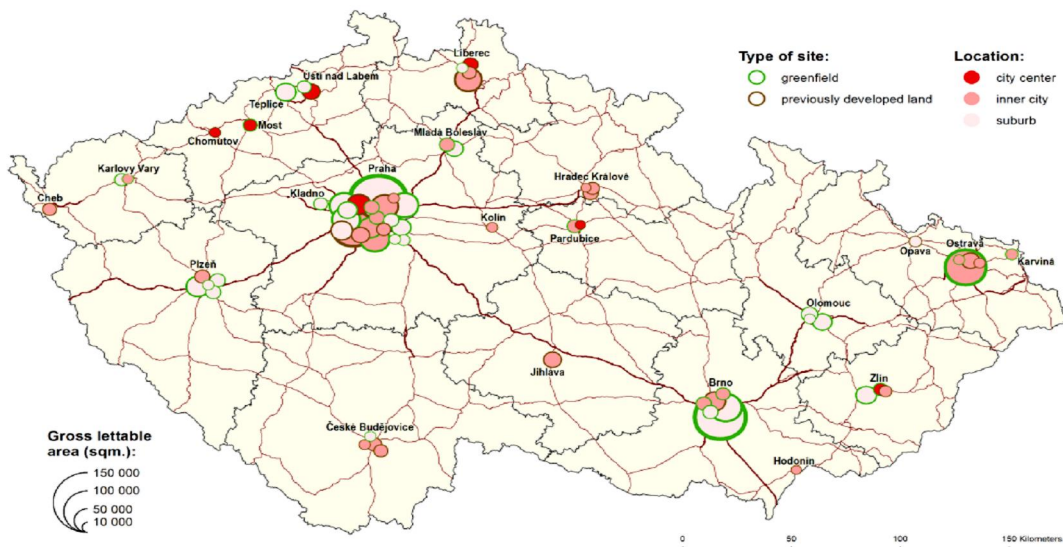 Type of site:
greenfield
previously developed land
Location:
city center
inner city
suburb
Liberec
Ústí nad Labem
Teplice
Most
Chomutov
Mladá Boleslav
Karlovy Vary
Cheb
Praha
Kladno
Hradec Králové
Kolín
Pardubice
Plzeň
Opava
Ostrava
Karviná
Olomouc
Jihlava
Brno
Zlín
České Budějovice
Hodonín
Gross lettable
area (sqm.):
150 000
100 000
50 000
10 000
0 50 100 150 Kilometers